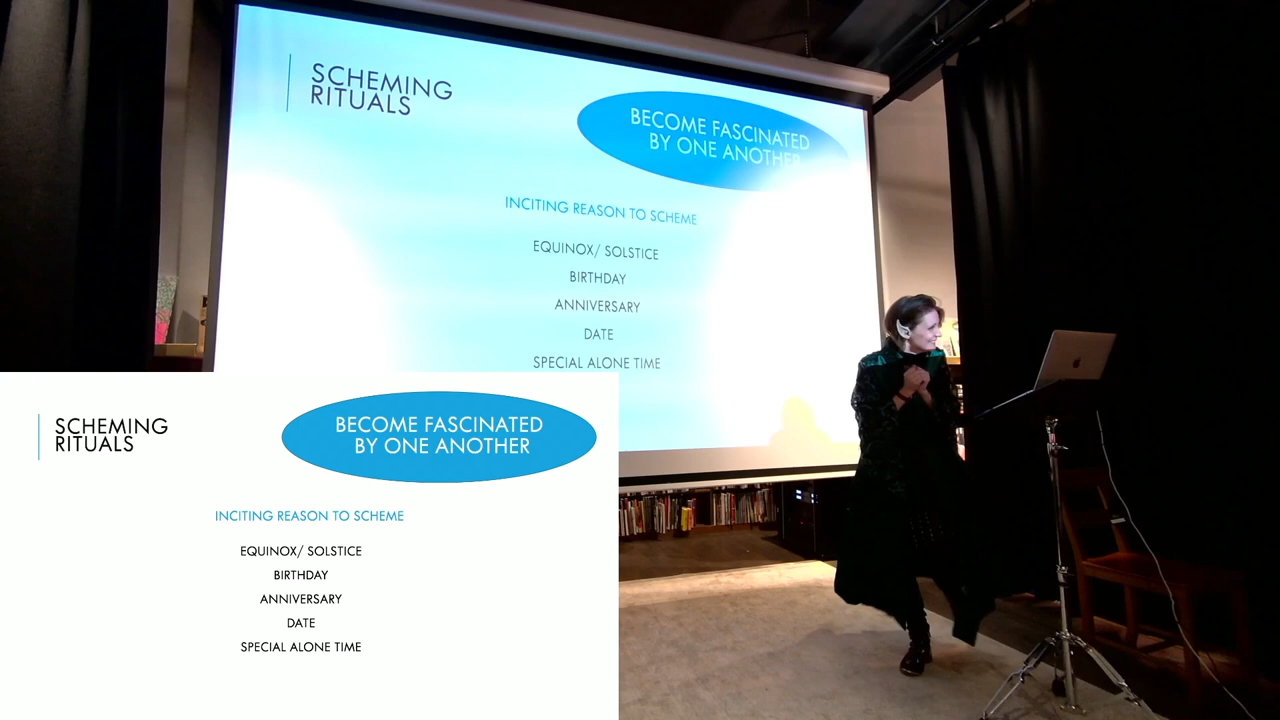 SCHEMING
RITUALS
BECOME FASCINATED
BY ONE ANOTHER
INCITING REASON TO SCHEME
EQUINOX/ SOLSTICE
BIRTHDAY
ANNIVERSARY
DATE
SPECIAL ALONE TIME
SCHEMING
RITUALS
BECOME FASCINATED
BY ONE ANOTHER
INCITING REASON TO SCHEME
EQUINOX/ SOLSTICE
BIRTHDAY
ANNIVERSARY
DATE
SPECIAL ALONE TIME